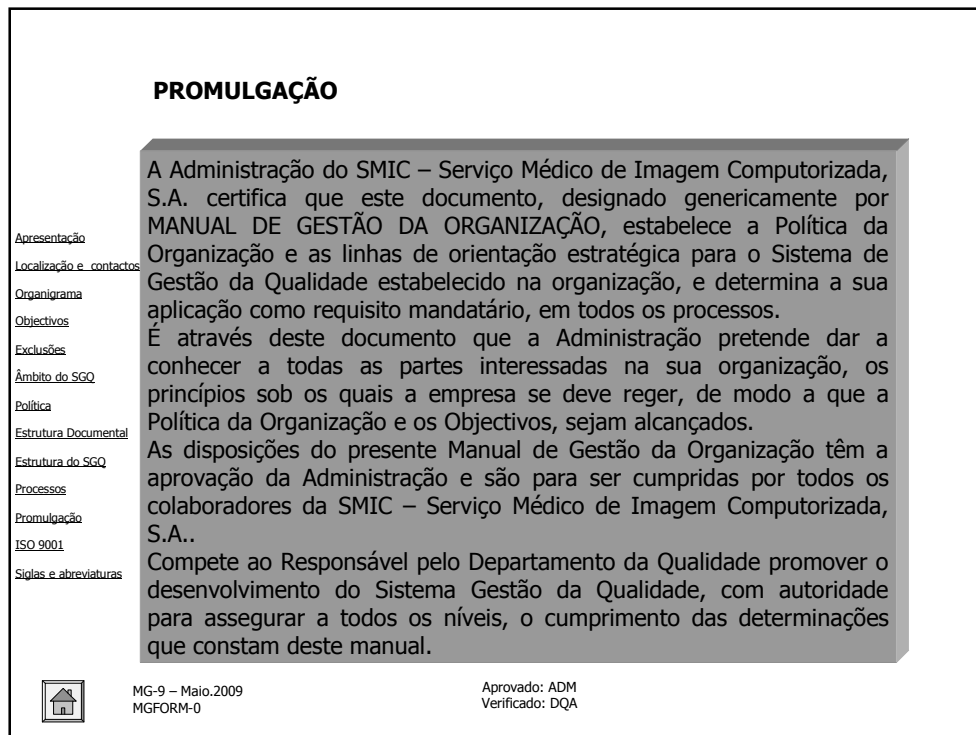 PROMULGAÇÃO
A Administração do SMIC – Serviço Médico de Imagem Computorizada,
S.A. certifica que este documento, designado genericamente por
MANUAL DE GESTÃO DA ORGANIZAÇÃO, estabelece a Política da
Organização e as linhas de orientação estratégica para o Sistema de
Gestão da Qualidade estabelecido na organização, e determina a sua
aplicação como requisito mandatário, em todos os processos.
É através deste documento que a Administração pretende dar a
conhecer a todas as partes interessadas na sua organização, os
princípios sob os quais a empresa se deve reger, de modo a que a
Política da Organização e os Objectivos, sejam alcançados.
As disposições do presente Manual de Gestão da Organização têm a
aprovação da Administração e são para ser cumpridas por todos os
colaboradores da SMIC – Serviço Médico de Imagem Computorizada,
S.A..
Compete ao Responsável pelo Departamento da Qualidade promover o
desenvolvimento do Sistema Gestão da Qualidade, com autoridade
para assegurar a todos os níveis, o cumprimento das determinações
que constam deste manual.
Apresentação
Localização e contactos
Organigrama
Objectivos
Exclusões
Âmbito do SGQ
Política
Estrutura Documental
Estrutura do SGQ
Processos
Promulgação
ISO 9001
Siglas e abreviaturas
MG-9 – Maio.2009
MGFORM-0
Aprovado: ADM
Verificado: DQA